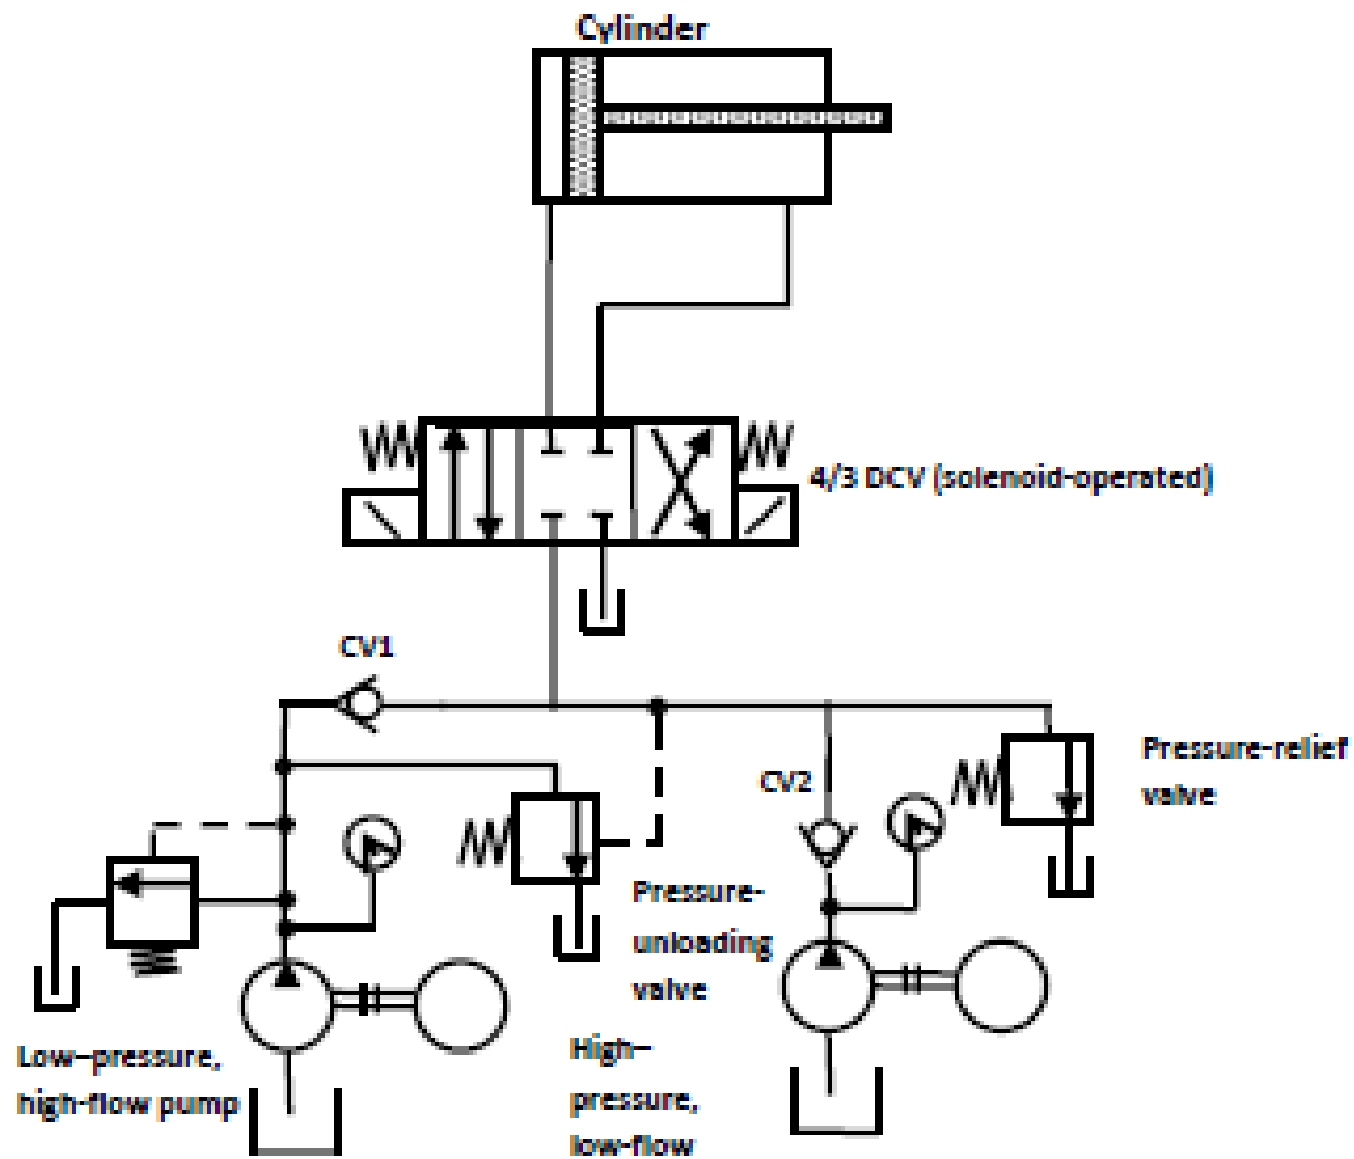 Cylinder
4/3 DCV (solenoid-operated)
CV1
Pressure-relief
valve
CV2
Pressure-
unloading
valve
Low-pressure,
high-flow pump
High-
pressure,
low-flow